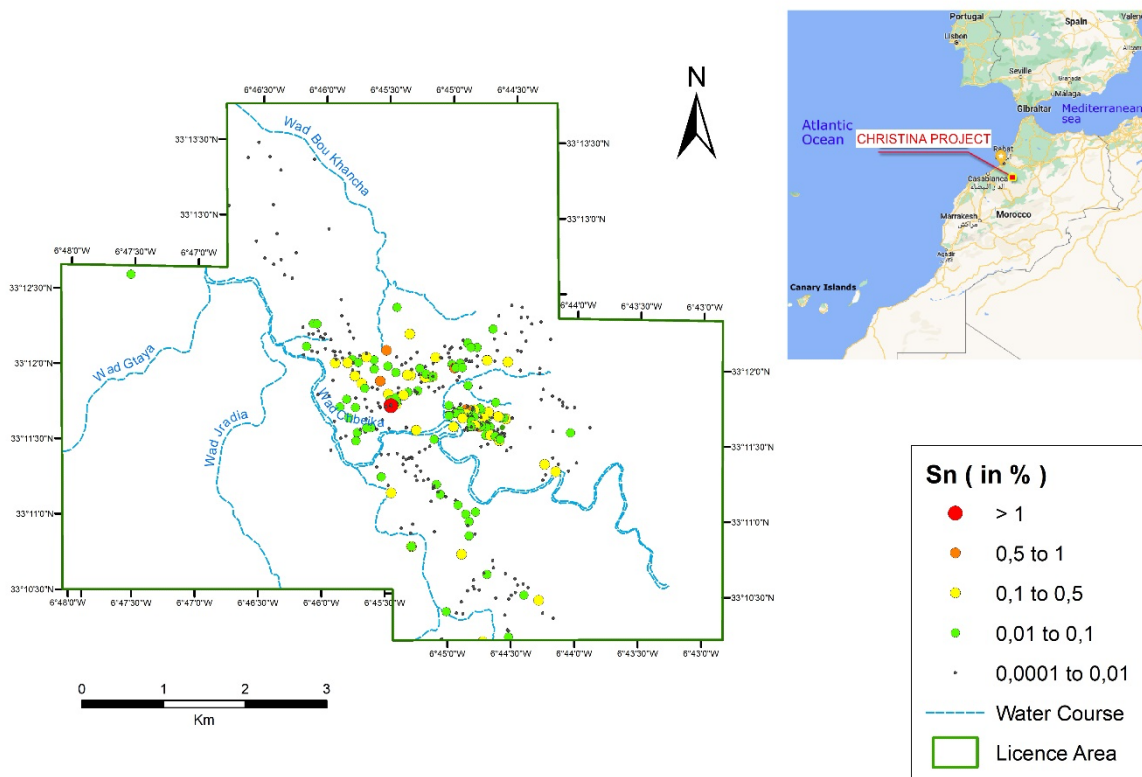 6°46'30"W 6°46'0"W 6°45'30"W 6°45'0"W 6°44'30"W
N
33°13'30"N
33°13'30"N
Wad Bou Khancha
33°13'0"N
33°13'0"N
6°48'0"W 6°47'30"W 6°47'0"W
33°12'30"N
6°44'0"W 6°43'30"W 6°43'0"W
33°12'0"N
33°12'0"N
Wad Gtaya
Wad Chbeika
Wad Jradia
33°11'30"N
33°11'30"N
33°11'0"N
33°11'0"N
33°10'30"N
33°10'30"N
6°48'0"W 6°47'30"W 6°47'0"W 6°46'30"W 6°46'0"W 6°45'30"W
6°45'0"W 6°44'30"W 6°44'0"W 6°43'30"W 6°43'0"W
0 1 2 3
Km
Portugal
Spain
Lisbon
Seville
Granada
Málaga
Gibraltar
Mediterranean
sea
Atlantic
Ocean
CHRISTINA PROJECT
Rabat
Casablanca
الدار البيضاء
Marrakesh
مراكش
Morocco
Agadir
Canary Islands
Sn ( in % )
> 1
0,5 to 1
0,1 to 0,5
0,01 to 0,1
0,0001 to 0,01
Water Course
Licence Area